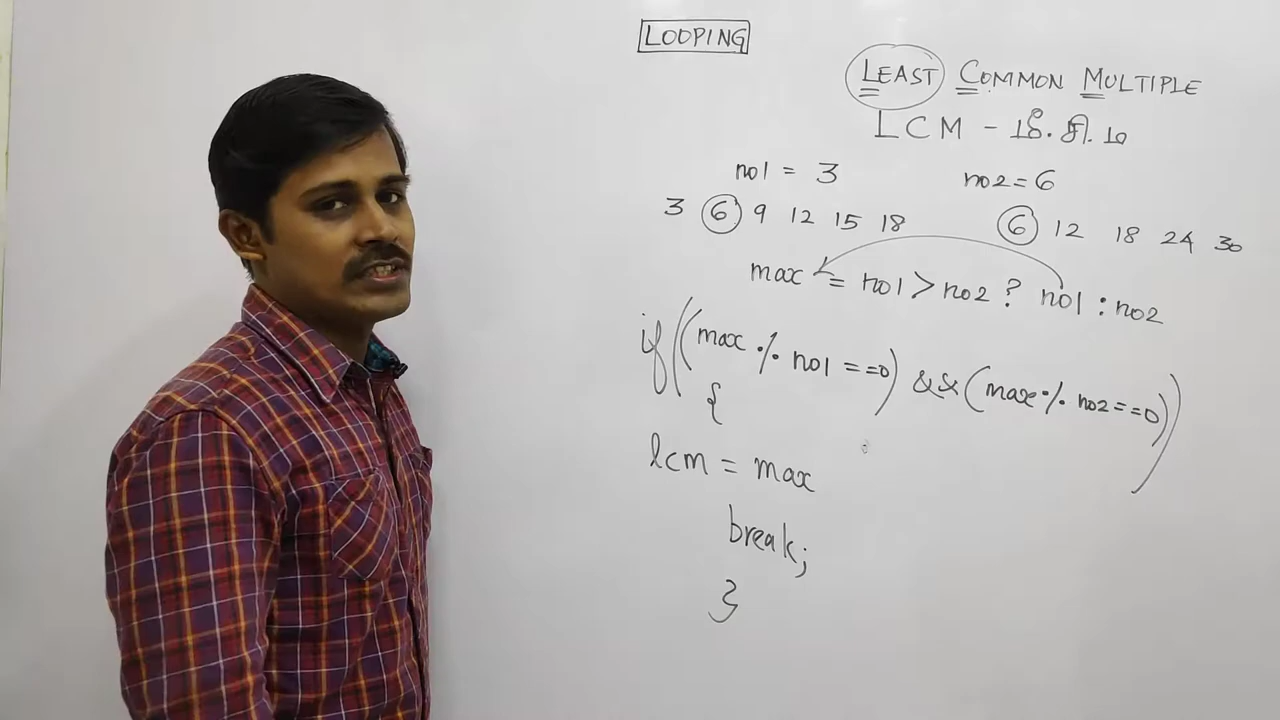 LOOPING
LEAST COMMON MULTIPLE
LCM - மீ.சி.ம
no1 = 3 no2=6
3 6 9 12 15 18 6 12 18 24 30
max = no1 > no2 ? no1 : no2
if((max % no1 ==0) && (max % no2 ==0))
{
lcm = max
break;
}